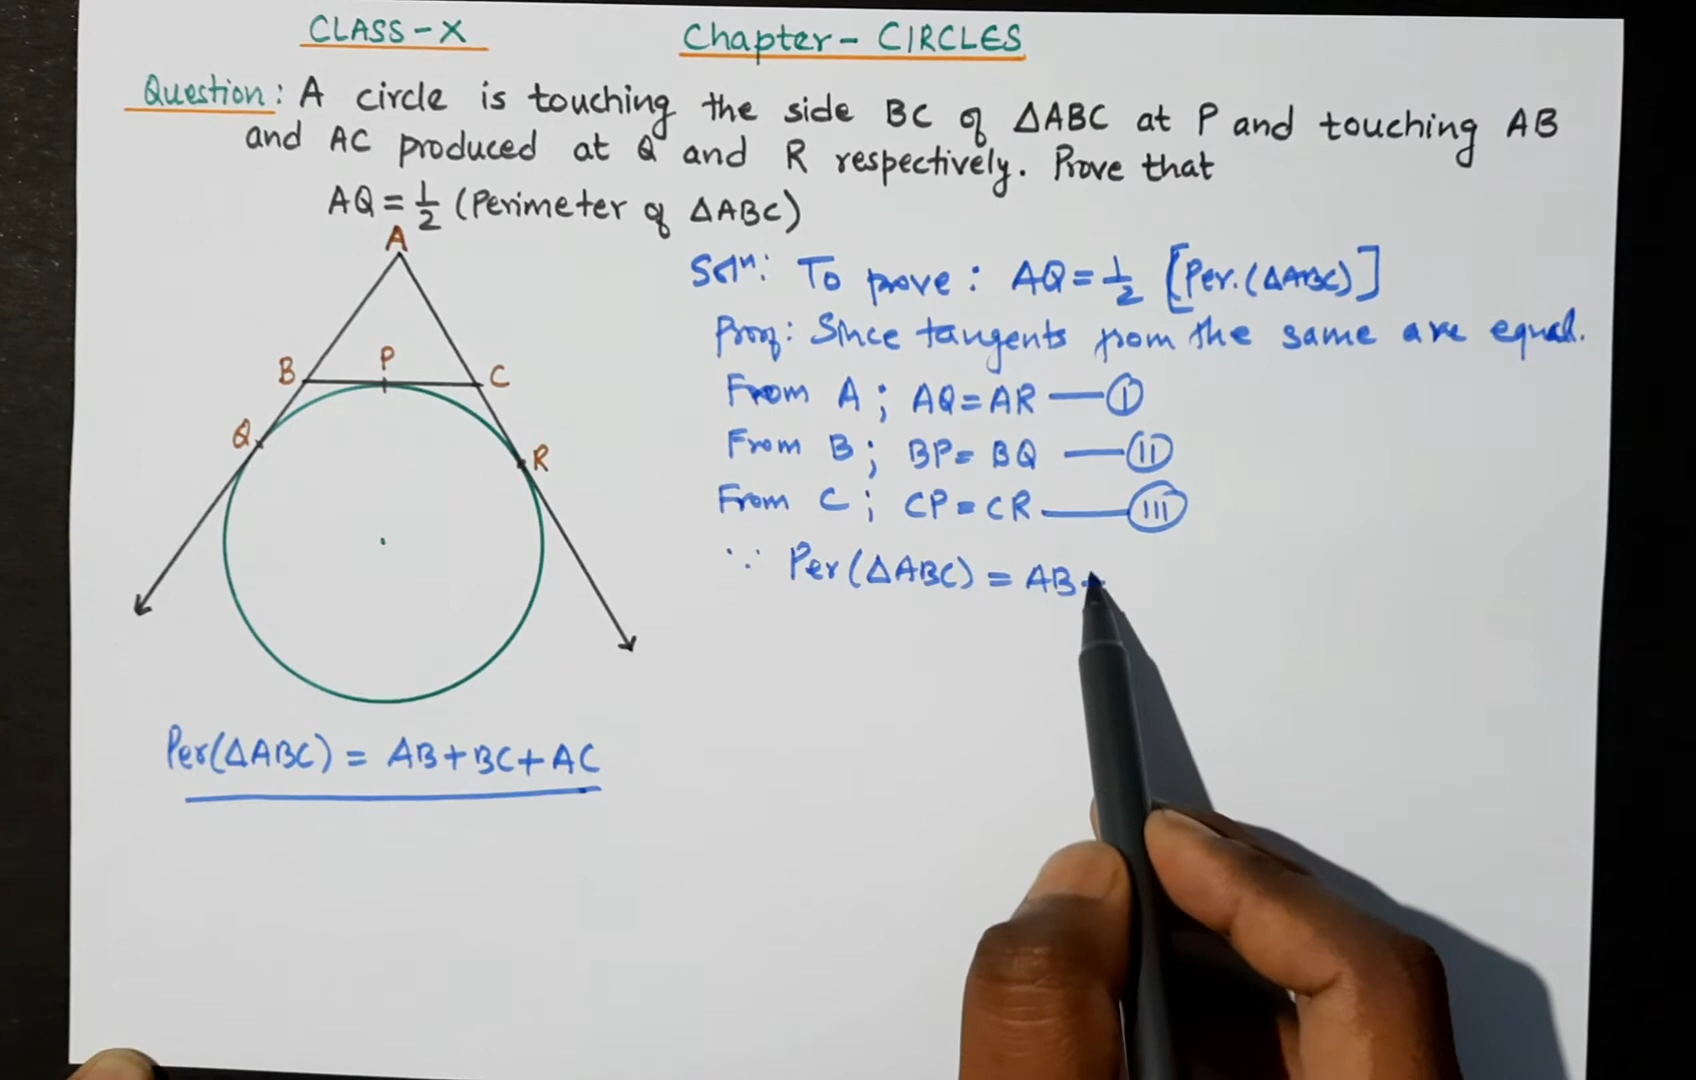 CLASS-X
Chapter- CIRCLES
Question: A circle is touching the side BC of ΔABC at P and touching AB
and AC produced at Q and R respectively. Prove that
AQ = 1/2 (Perimeter of ΔABC)
A
B
P
C
Q
R
Per(ΔABC) = AB+BC+AC
Solⁿ: To prove: AQ = 1/2 [Per.(ΔABC)]
Proof: Since tangents from the same are equal.
From A; AQ = AR — I
From B; BP = BQ — II
From C; CP = CR — III
∵ Per(ΔABC) = AB +